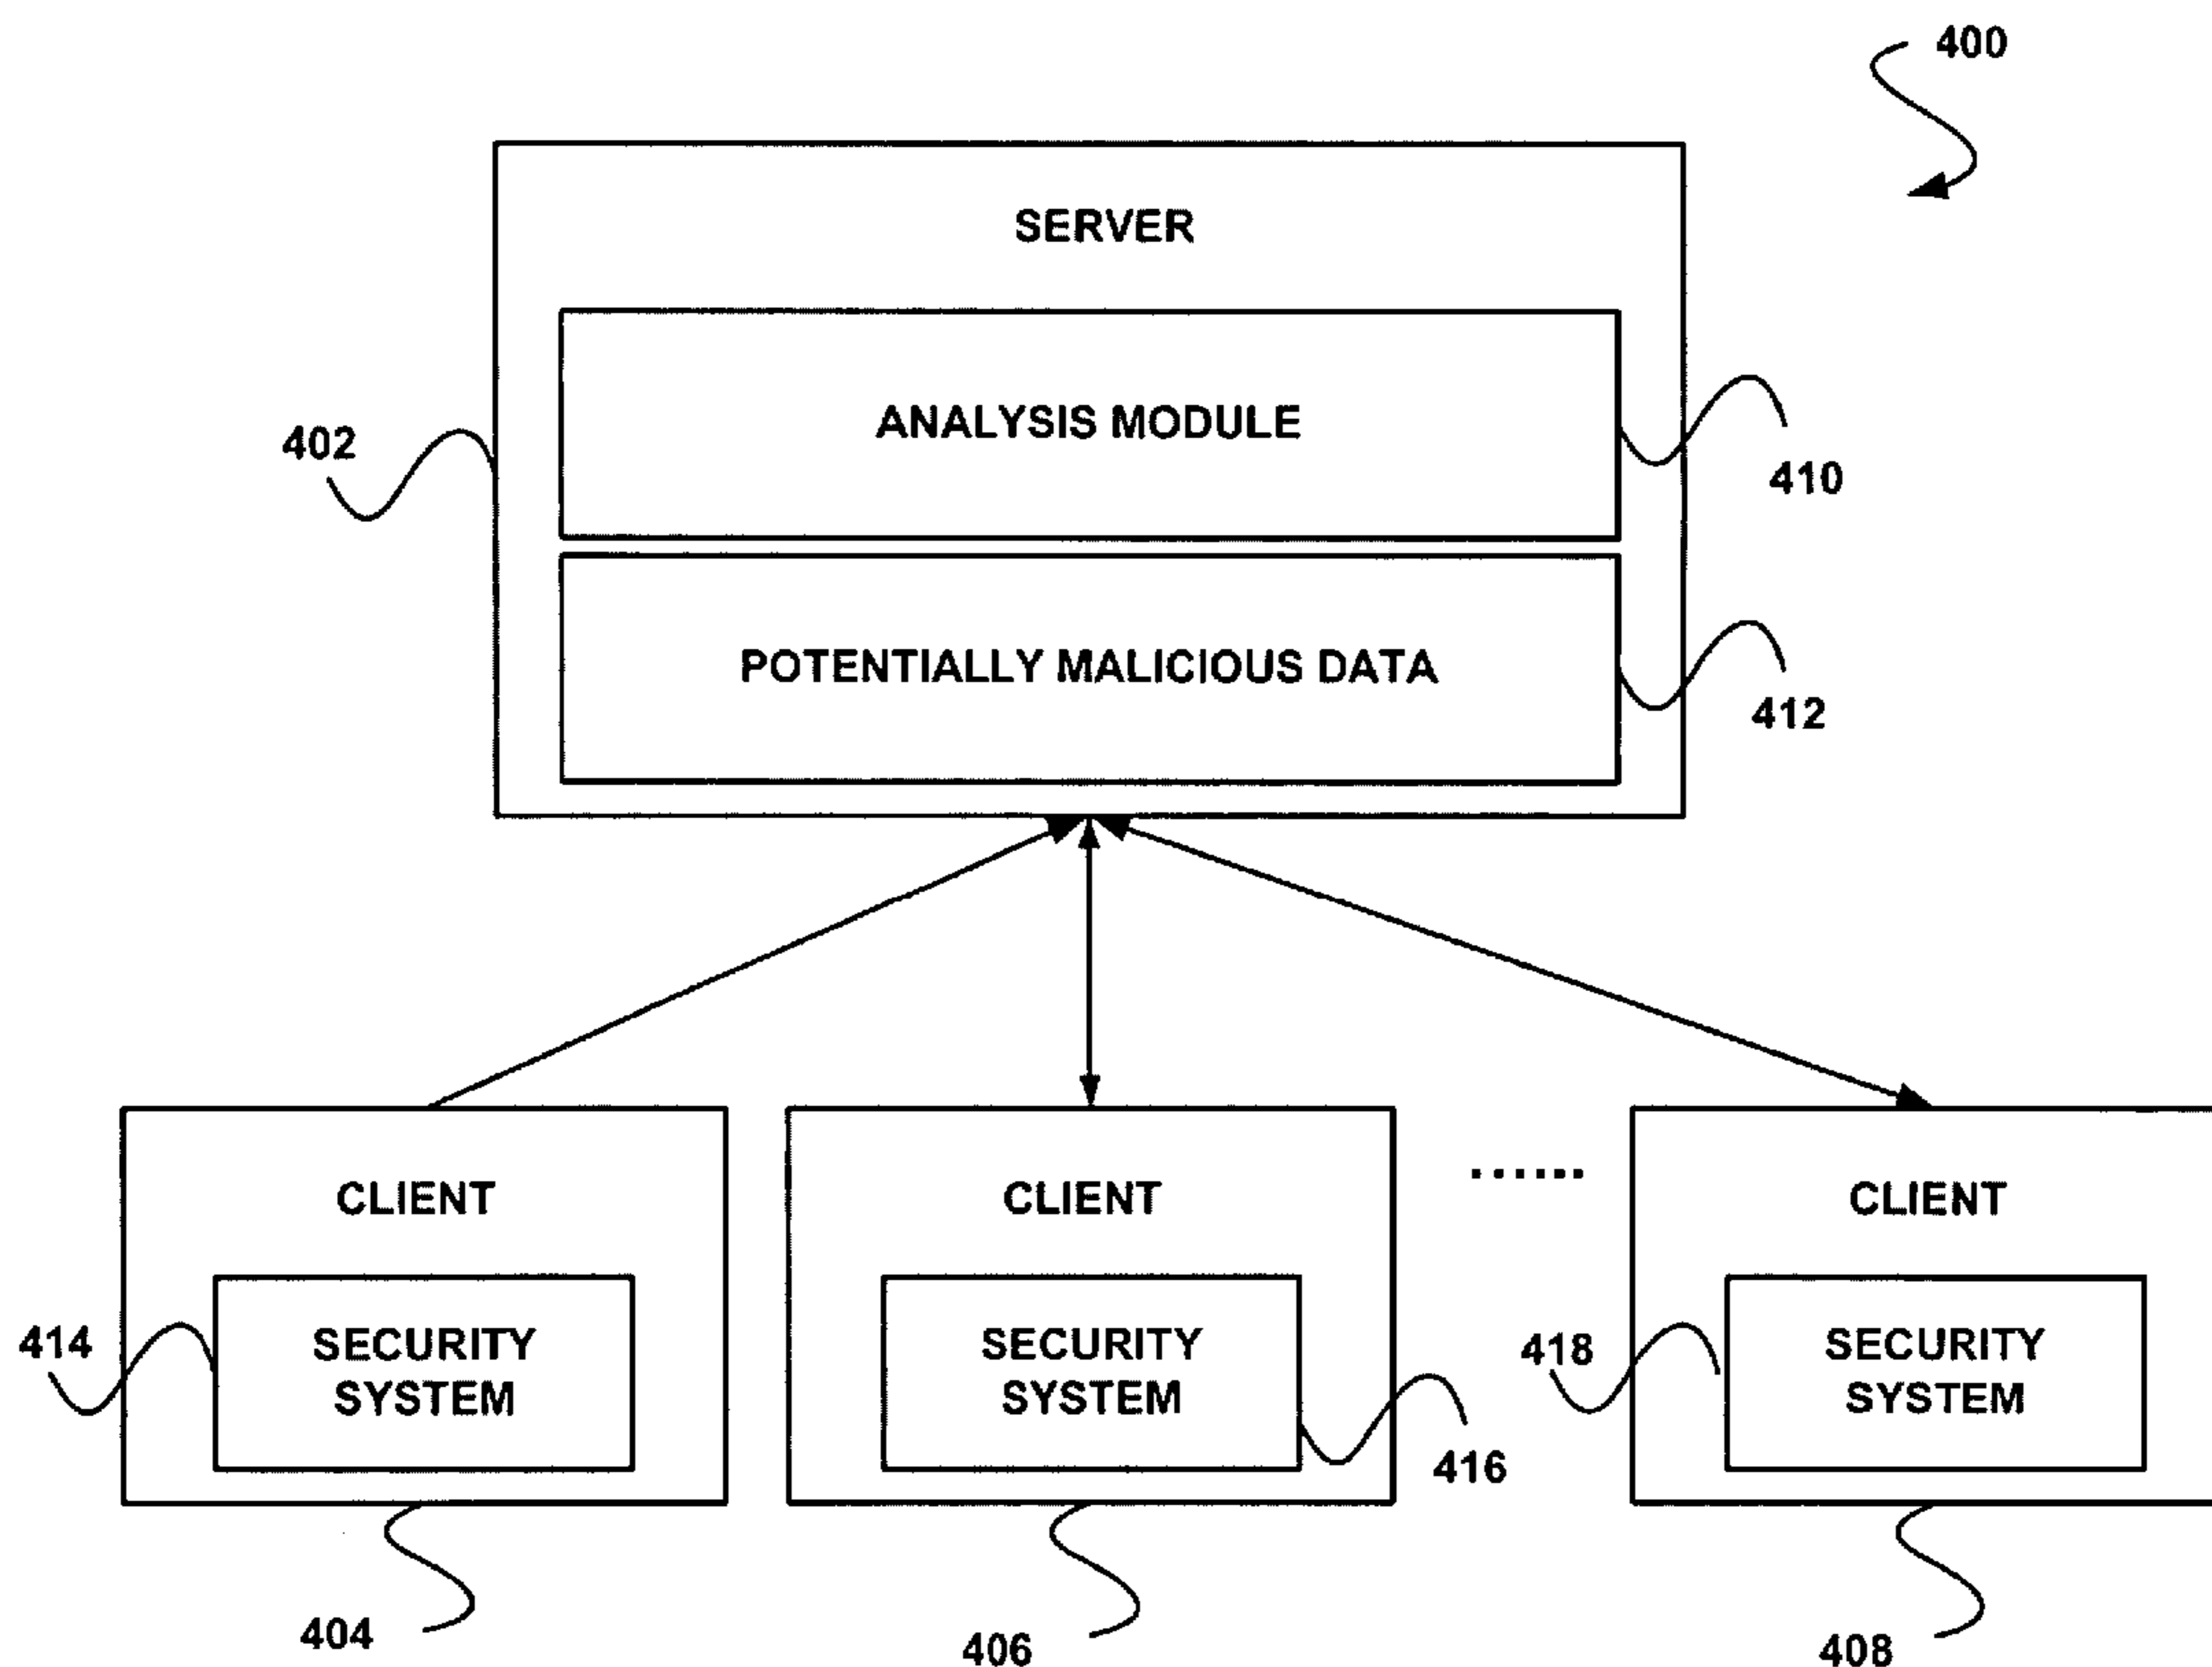 400
SERVER
ANALYSIS MODULE
402
410
POTENTIALLY MALICIOUS DATA
412
CLIENT
CLIENT
......
CLIENT
414
SECURITY
SYSTEM
SECURITY
SYSTEM
416
418
SECURITY
SYSTEM
404
406
408